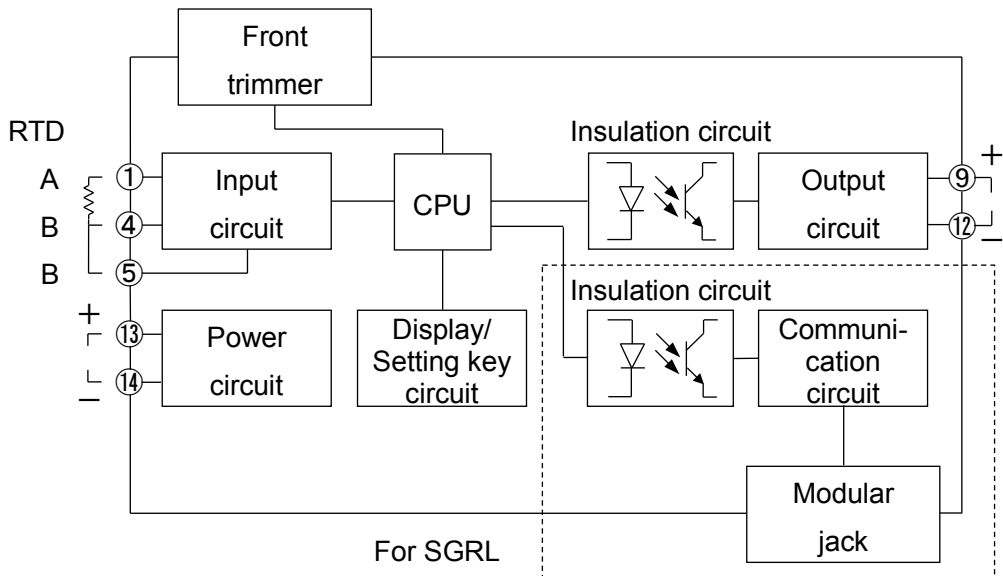 Front
trimmer
RTD
Insulation circuit
A
①
Input
circuit
CPU
Output
circuit
⑨
+
B
④
⑫
−
B
⑤
Insulation circuit
+
⑬
Power
circuit
Display/
Setting key
circuit
Communi-
cation
circuit
⑭
−
Modular
jack
For SGRL